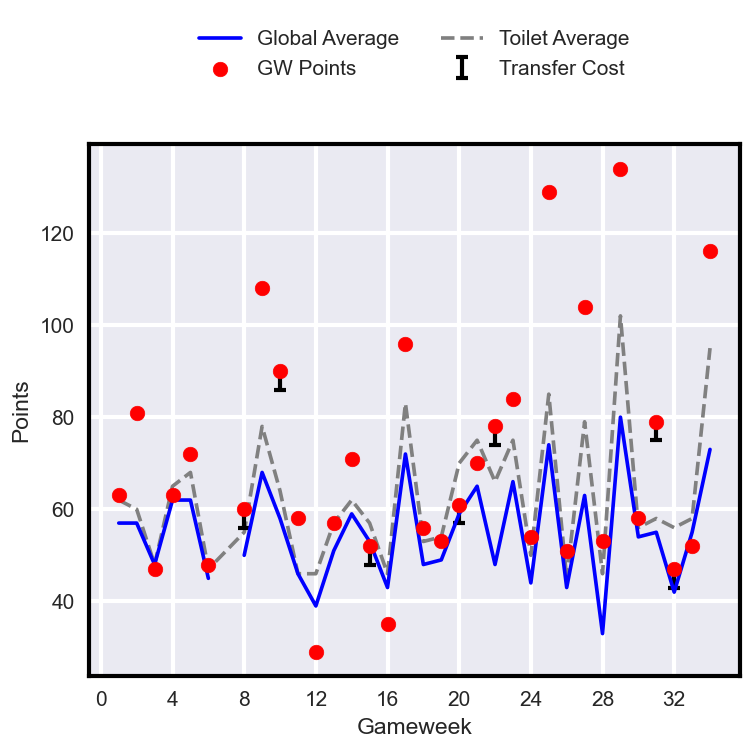 Global Average
GW Points
Toilet Average
Transfer Cost
120
100
80
60
40
Points
0 4 8 12 16 20 24 28 32
Gameweek